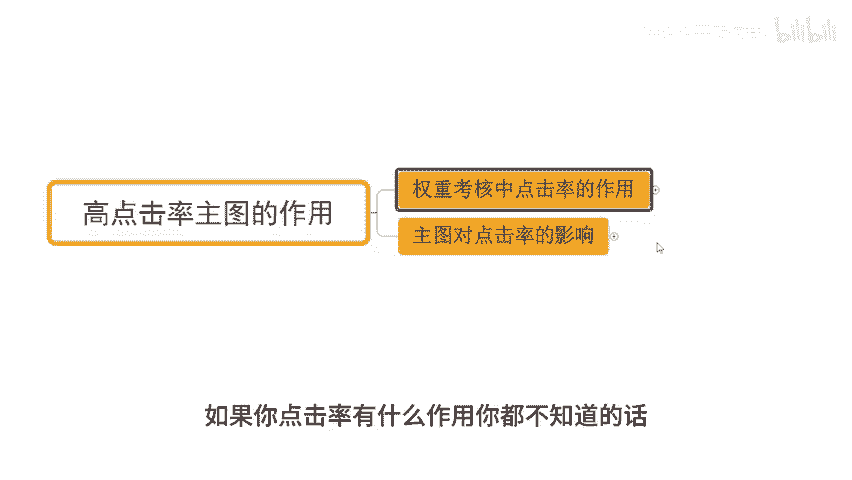 bilibili
权重考核中点击率的作用
高点击率主图的作用
主图对点击率的影响
如果你点击率有什么作用你都不知道的话